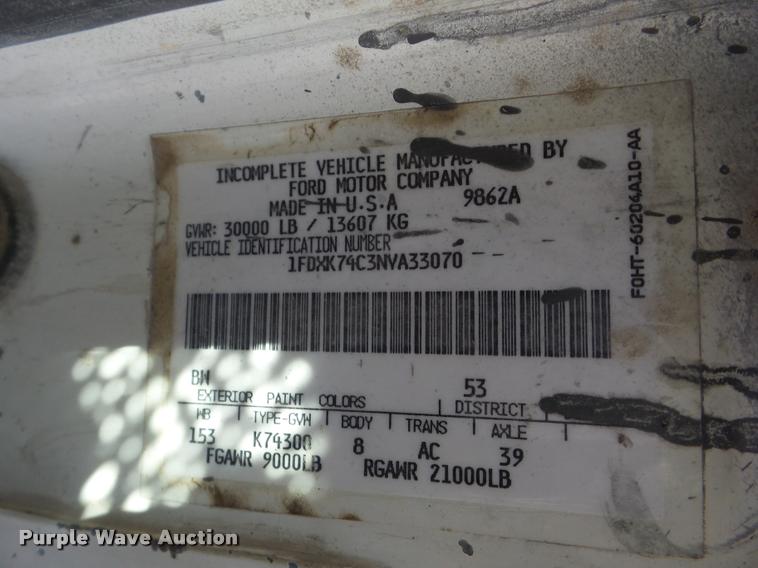 INCOMPLETE VEHICLE MANUFACTURED BY
FORD MOTOR COMPANY
MADE IN U.S.A 9862A
GVWR: 30000 LB / 13607 KG
VEHICLE IDENTIFICATION NUMBER
1FDXK74C3NVA33070
F0HT-60204A10-AA
BW 53
EXTERIOR PAINT COLORS DISTRICT
WB TYPE-GVW BODY TRANS AXLE
153 K74300 8 AC 39
FGAWR 9000LB RGAWR 21000LB
Purple Wave Auction